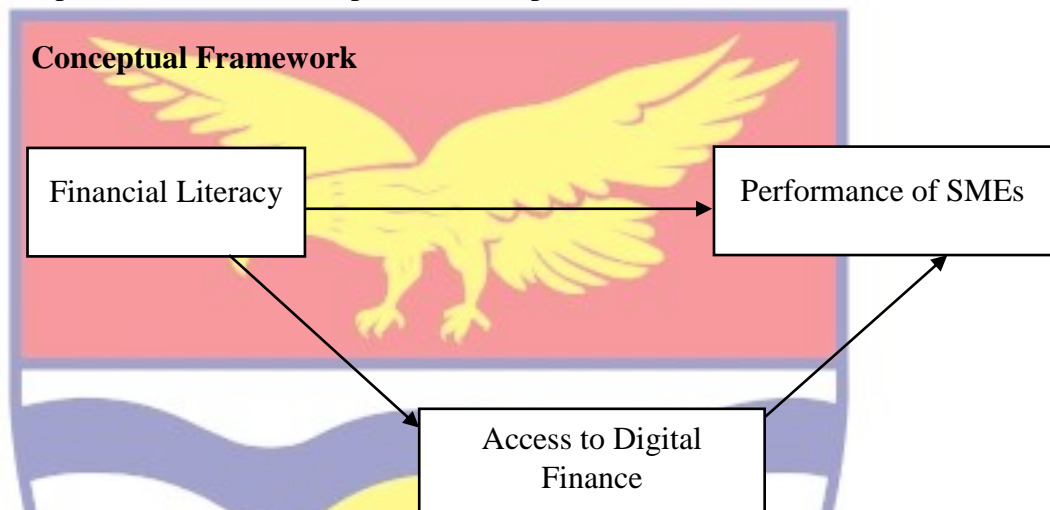 Conceptual Framework
Financial Literacy
Performance of SMEs
Access to Digital
Finance